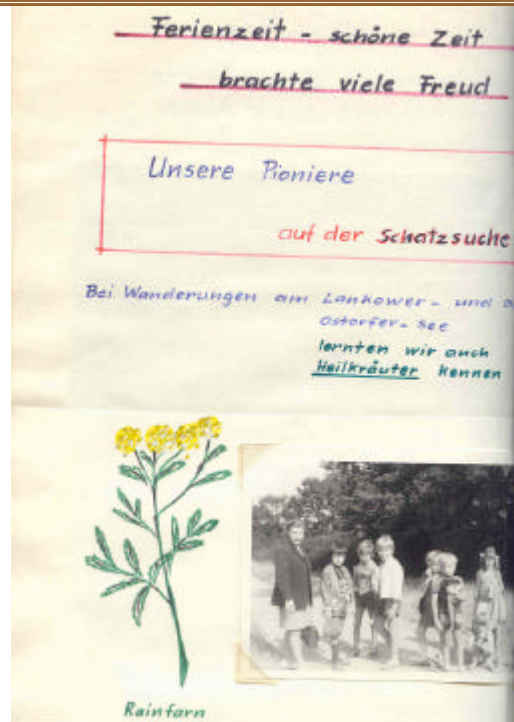 Ferienzeit - schöne Zeit
brachte viele Freud
Unsere Pioniere
auf der Schatzsuche
Bei Wanderungen am Lankower- und
Ostorfer- See
lernten wir auch
Heilkräuter kennen
Rainfarn